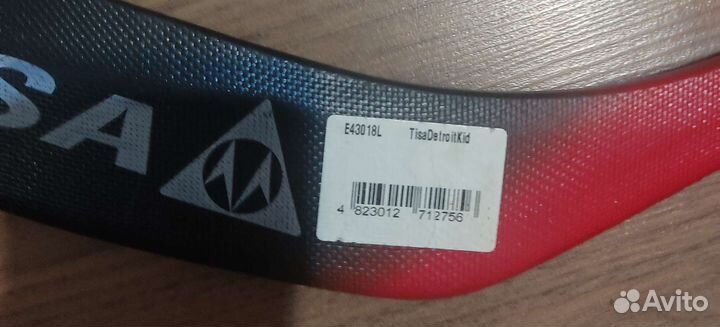 SA
E43018L TisaDetroitKid
4 823012 712756
Avito